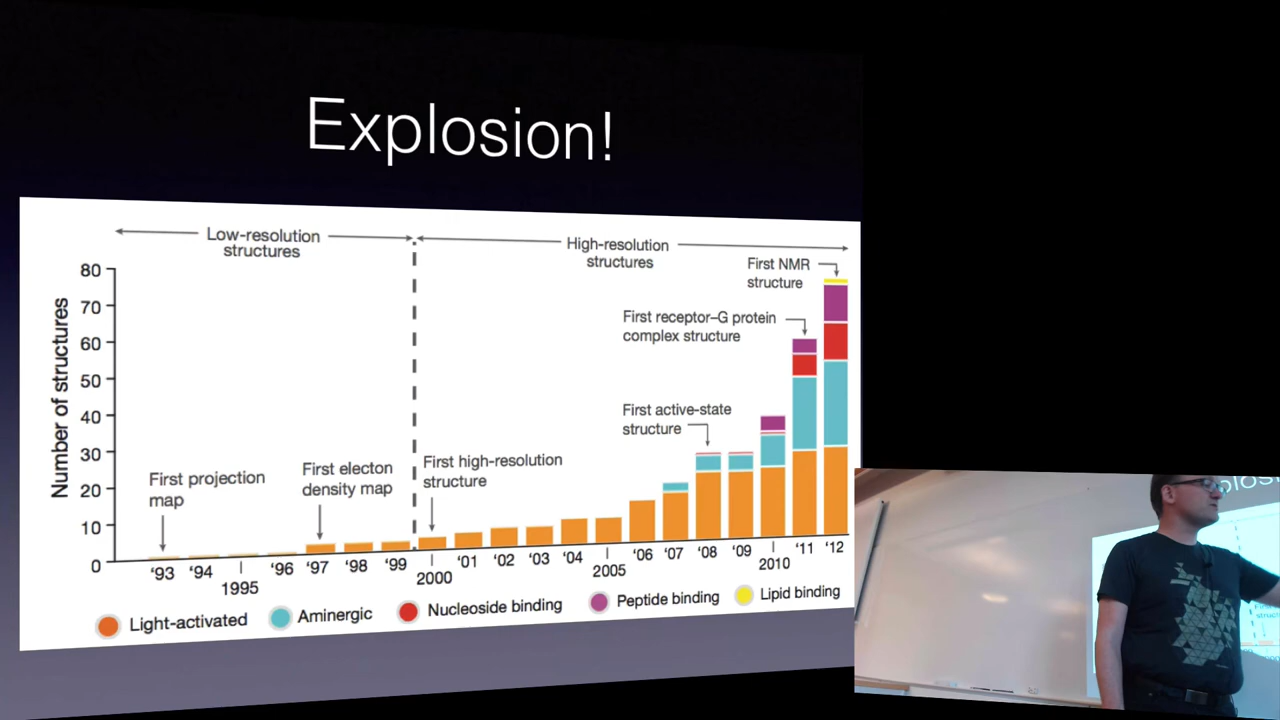 Explosion!
Low-resolution
structures
High-resolution
structures
Number of structures
80
70
60
50
40
30
20
10
0
First projection
map
First electon
density map
First high-resolution
structure
First active-state
structure
First receptor–G protein
complex structure
First NMR
structure
‘93 ‘94 1995 ‘96 ‘97 ‘98 ‘99 2000 ‘01 ‘02 ‘03 ‘04 2005 ‘06 ‘07 ‘08 ‘09 2010 ‘11 ‘12
Light-activated Aminergic Nucleoside binding Peptide binding Lipid binding